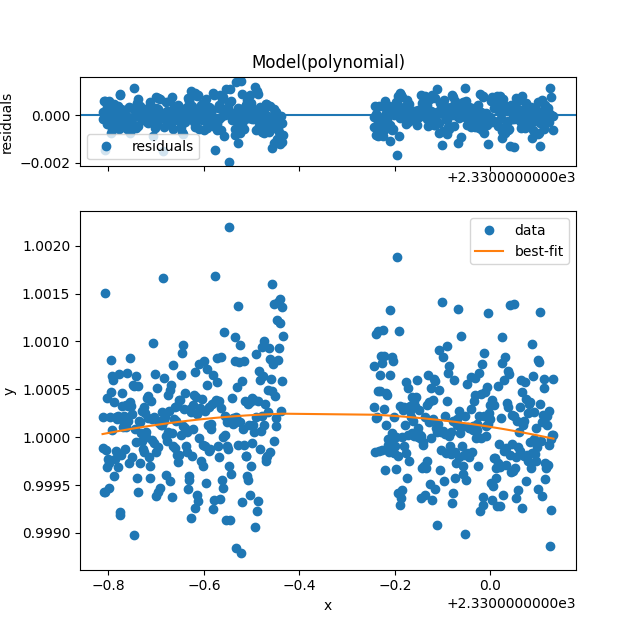 Model(polynomial)
residuals
0.000
−0.002
residuals
+2.3300000000e3
y
1.0020
1.0015
1.0010
1.0005
1.0000
0.9995
0.9990
data
best-fit
−0.8 −0.6 −0.4 −0.2 0.0
x
+2.3300000000e3